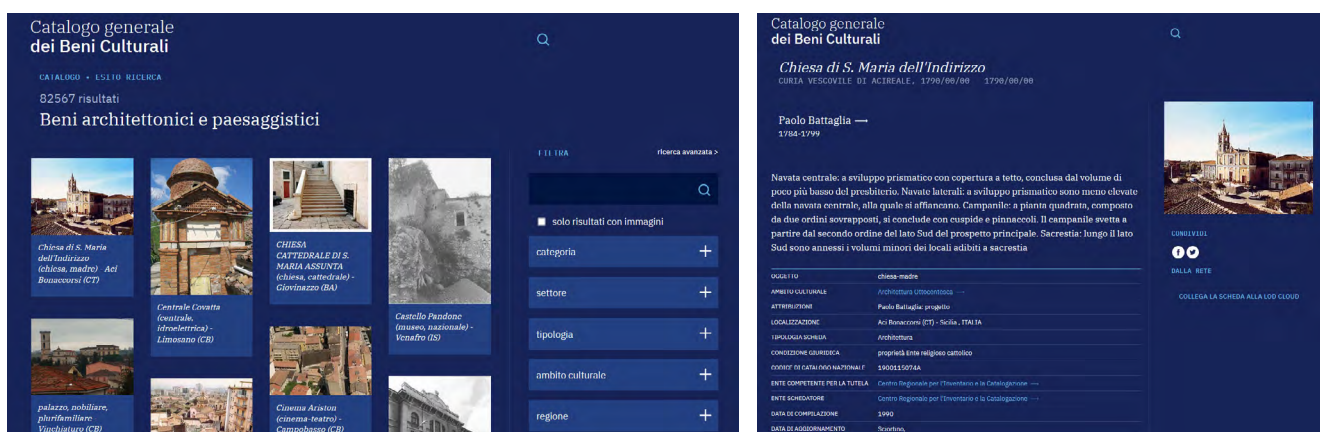 Catalogo generale
dei Beni Culturali
CATALOGO • ESITO RICERCA
82567 risultati
Beni architettonici e paesaggistici
Chiesa di S. Maria
dell'Indirizzo
(chiesa, madre) Aci
Bonaccorsi (CT)
palazzo, nobiliare,
plurifamiliare
Vinchiaturo (CB)
Centrale Covatta
(centrale,
idroelettrica) -
Limosano (CB)
CHIESA
CATTEDRALE DI S.
MARIA ASSUNTA
(chiesa, cattedrale) -
Giovinazzo (BA)
Cinema Ariston
(cinema-teatro) -
Campobasso (CB)
Castello Pandone
(museo, nazionale) -
Venafro (IS)
FILTRA
ricerca avanzata >
solo risultati con immagini
categoria
settore
tipologia
ambito culturale
regione
Catalogo generale
dei Beni Culturali
Chiesa di S. Maria dell'Indirizzo
CURIA VESCOVILE DI ACIREALE, 1790/00/00 1790/00/00
Paolo Battaglia →
1784-1799
Navata centrale: a sviluppo prismatico con copertura a tetto, conclusa dal volume di
poco più basso del presbiterio. Navate laterali: a sviluppo prismatico sono meno elevate
della navata centrale, alla quale si affiancano. Campanile: a pianta quadrata, composto
da due ordini sovrapposti, si conclude con cuspide e pinnaccoli. Il campanile svetta a
partire dal secondo ordine del lato Sud del prospetto principale. Sacrestia: lungo il lato
Sud sono annessi i volumi minori dei locali adibiti a sacrestia
OGGETTO chiesa-madre
AMBITO CULTURALE Architettura Ottocentesca →
ATTRIBUZIONE Paolo Battaglia: progetto
LOCALIZZAZIONE Aci Bonaccorsi (CT) - Sicilia , ITALIA
TIPOLOGIA SCHEDA Architettura
CONDIZIONE GIURIDICA proprietà Ente religioso cattolico
CODICE DI CATALOGO NAZIONALE 1900115074A
ENTE COMPETENTE PER LA TUTELA Centro Regionale per l'Inventario e la Catalogazione →
ENTE SCHEDATORE Centro Regionale per l'Inventario e la Catalogazione →
DATA DI COMPILAZIONE 1990
DATA DI AGGIORNAMENTO Sciortino,
CONDIVIDI
DALLA RETE
COLLEGA LA SCHEDA ALLA LOD CLOUD